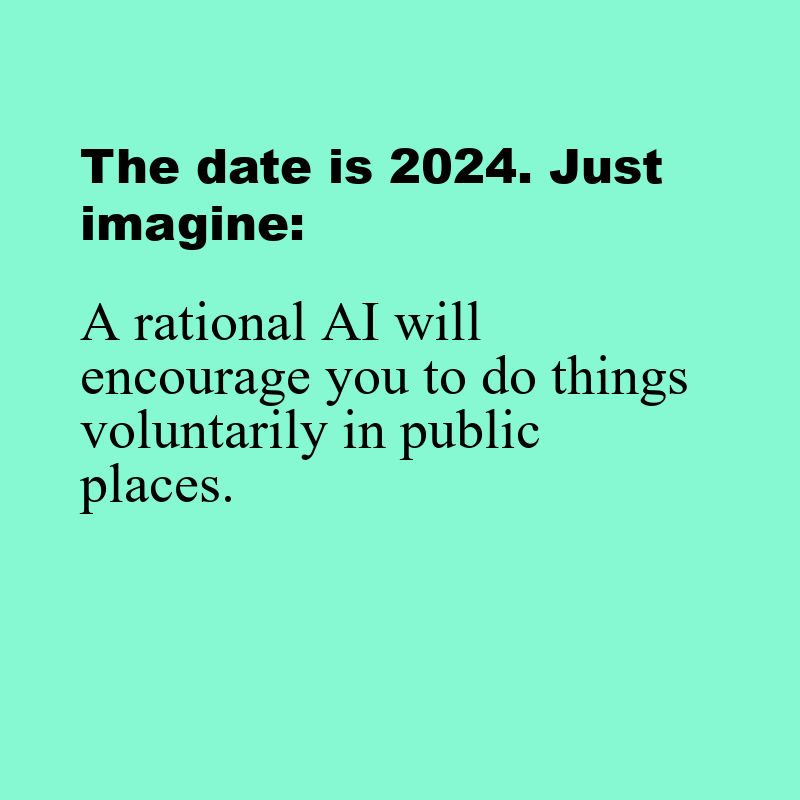 The date is 2024. Just
imagine:
A rational AI will
encourage you to do things
voluntarily in public
places.